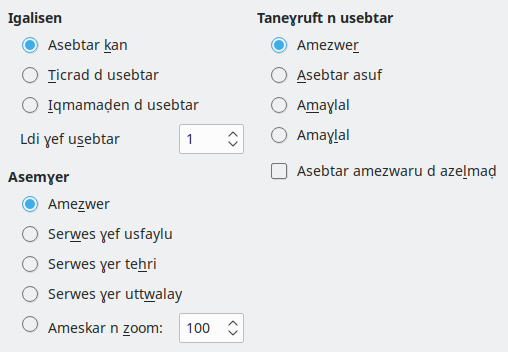 Igalisen
Asebtar kan
Ticrad d usebtar
Iqmamaḍen d usebtar
Ldi ɣef usebtar
1
Asemɣer
Amezwer
Serwes ɣef usfaylu
Serwes ɣer tehri
Serwes ɣer uttwalay
Ameskar n zoom:
100
Taneɣruft n usebtar
Amezwer
Asebtar asuf
Amaɣlal
Amaɣlal
Asebtar amezwaru d azelmaḍ